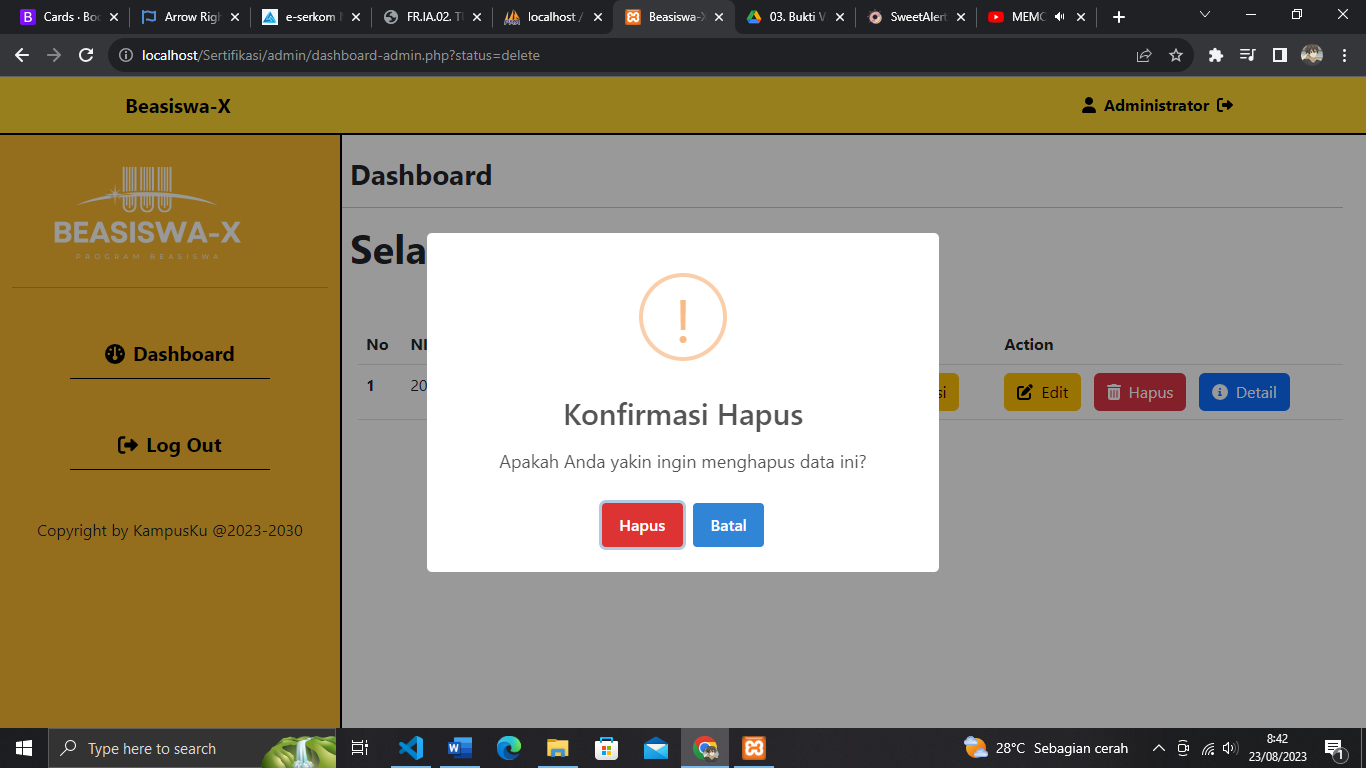 Cards · Boo
Arrow Righ
e-serkom
FR.IA.02. T
localhost /
Beasiswa-X
03. Bukti V
SweetAlert
MEMO
localhost/Sertifikasi/admin/dashboard-admin.php?status=delete
Beasiswa-X
Administrator
BEASISWA-X
PROGRAM BEASISWA
Dashboard
Log Out
Copyright by KampusKu @2023-2030
Dashboard
Sela
No
Action
1
20
si
Edit
Hapus
Detail
!
Konfirmasi Hapus
Apakah Anda yakin ingin menghapus data ini?
Hapus
Batal
Type here to search
28°C Sebagian cerah
8:42
23/08/2023
1